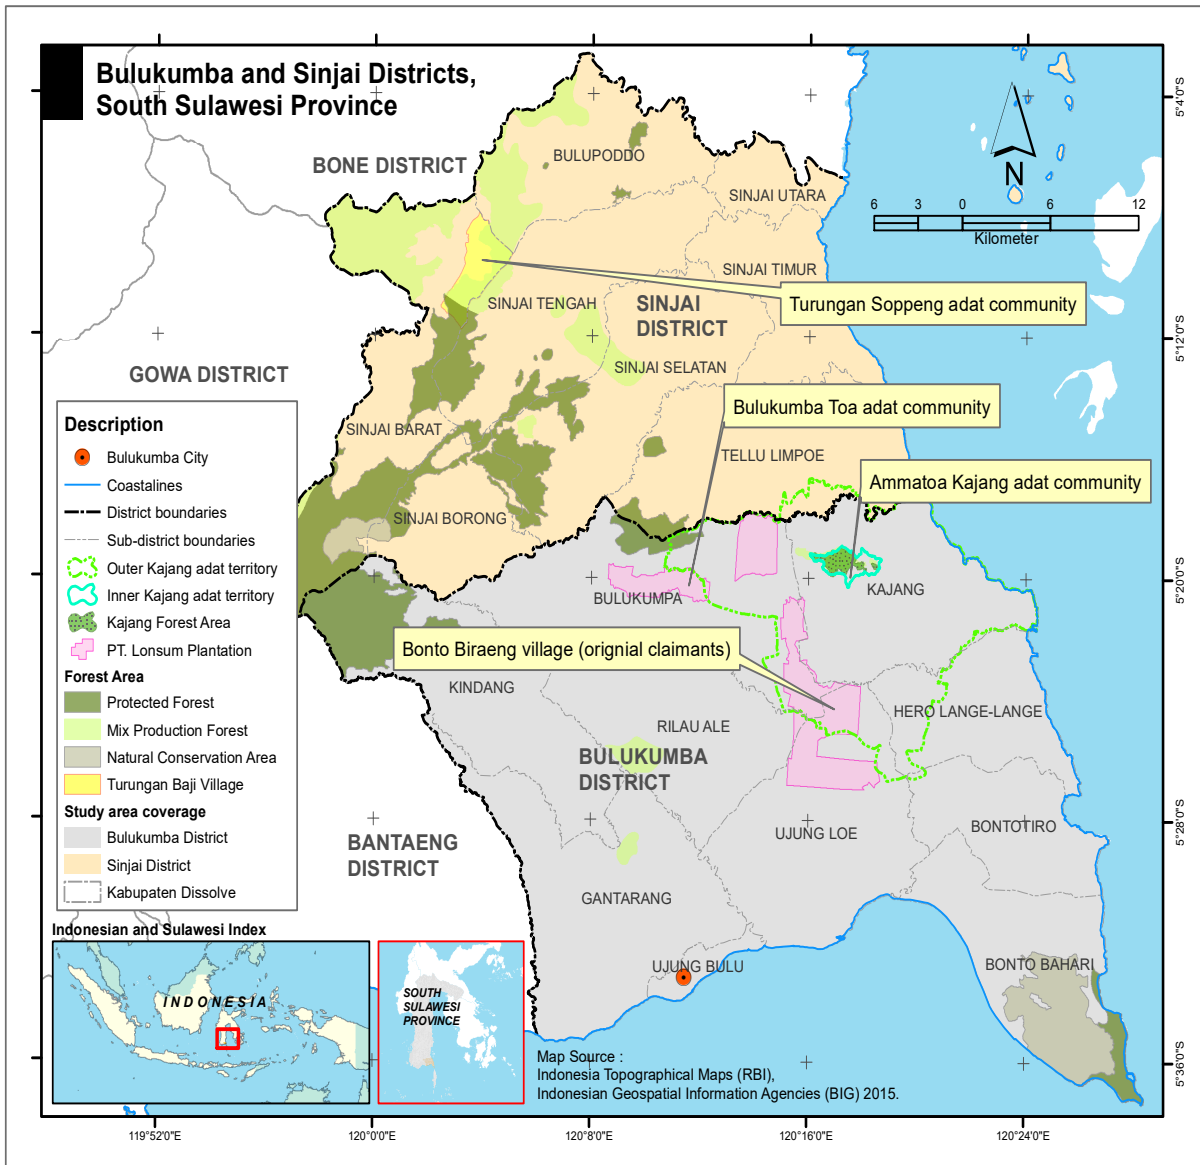 Bulukumba and Sinjai Districts,
South Sulawesi Province
BONE DISTRICT
BULUPODDO
SINJAI UTARA
N
6 3 0 6 12
Kilometer
SINJAI TIMUR
SINJAI TENGAH
SINJAI
DISTRICT
Turungan Soppeng adat community
GOWA DISTRICT
SINJAI SELATAN
Bulukumba Toa adat community
SINJAI BARAT
TELLU LIMPOE
Ammatoa Kajang adat community
SINJAI BORONG
BULUKUMPA
KAJANG
Bonto Biraeng village (orignial claimants)
KINDANG
HERO LANGE-LANGE
RILAU ALE
BULUKUMBA
DISTRICT
UJUNG LOE
BONTOTIRO
BANTAENG
DISTRICT
GANTARANG
UJUNG BULU
BONTO BAHARI
Description
Bulukumba City
Coastalines
District boundaries
Sub-district boundaries
Outer Kajang adat territory
Inner Kajang adat territory
Kajang Forest Area
PT. Lonsum Plantation
Forest Area
Protected Forest
Mix Production Forest
Natural Conservation Area
Turungan Baji Village
Study area coverage
Bulukumba District
Sinjai District
Kabupaten Dissolve
Indonesian and Sulawesi Index
INDONESIA
SOUTH
SULAWESI
PROVINCE
Map Source :
Indonesia Topographical Maps (RBI),
Indonesian Geospatial Information Agencies (BIG) 2015.
5°4'0"S
5°12'0"S
5°20'0"S
5°28'0"S
5°36'0"S
119°52'0"E 120°0'0"E 120°8'0"E 120°16'0"E 120°24'0"E